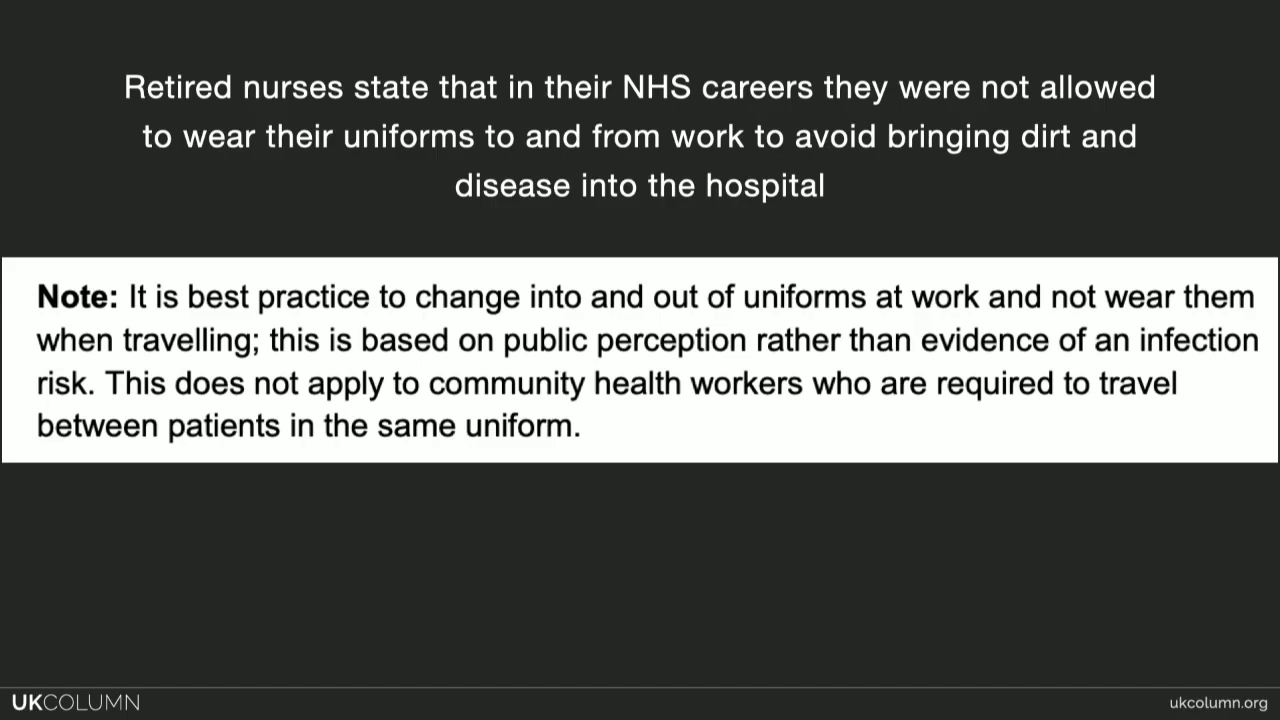 Retired nurses state that in their NHS careers they were not allowed
to wear their uniforms to and from work to avoid bringing dirt and
disease into the hospital
Note: It is best practice to change into and out of uniforms at work and not wear them
when travelling; this is based on public perception rather than evidence of an infection
risk. This does not apply to community health workers who are required to travel
between patients in the same uniform.
UKCOLUMN
ukcolumn.org